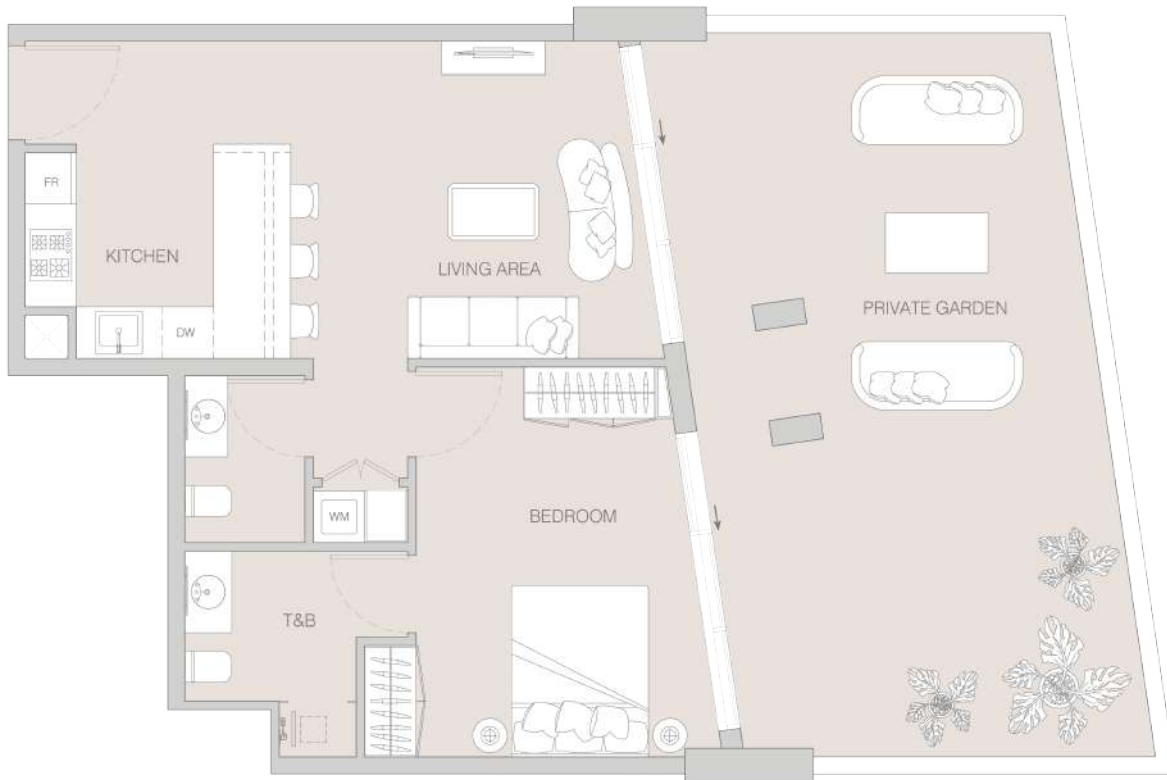 FR
KITCHEN
LIVING AREA
PRIVATE GARDEN
DW
WM
BEDROOM
T&B